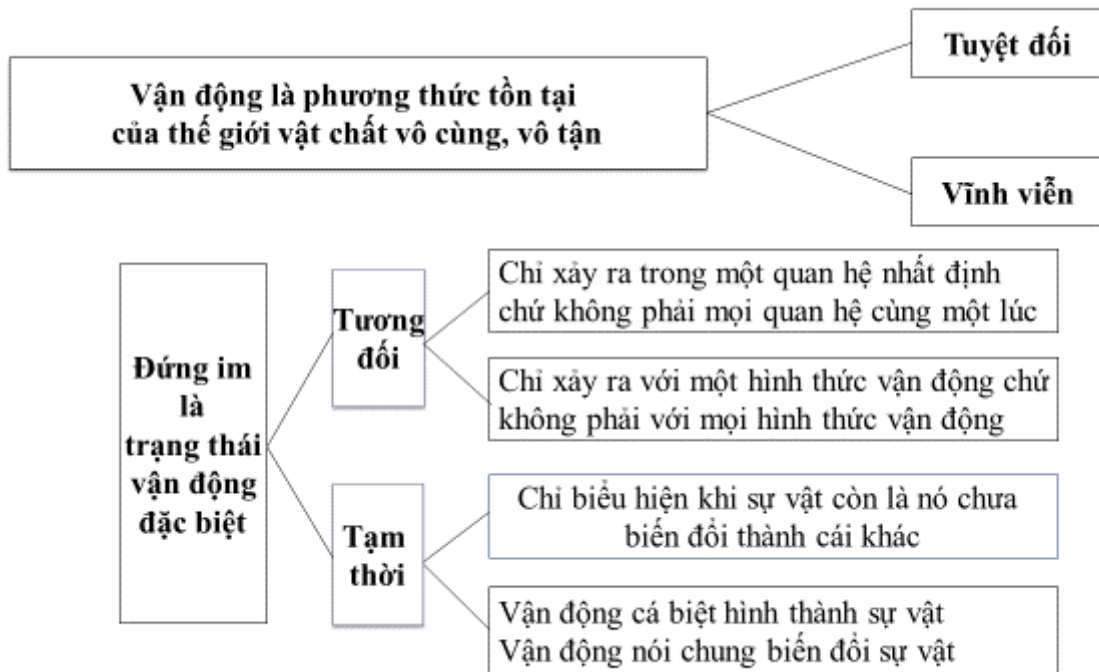 Vận động là phương thức tồn tại
của thế giới vật chất vô cùng, vô tận
Tuyệt đối
Vĩnh viễn
Đứng im
là
trạng thái
vận động
đặc biệt
Tương
đối
Chỉ xảy ra trong một quan hệ nhất định
chứ không phải mọi quan hệ cùng một lúc
Chỉ xảy ra với một hình thức vận động chứ
không phải với mọi hình thức vận động
Tạm
thời
Chỉ biểu hiện khi sự vật còn là nó chưa
biến đổi thành cái khác
Vận động cá biệt hình thành sự vật
Vận động nói chung biến đổi sự vật